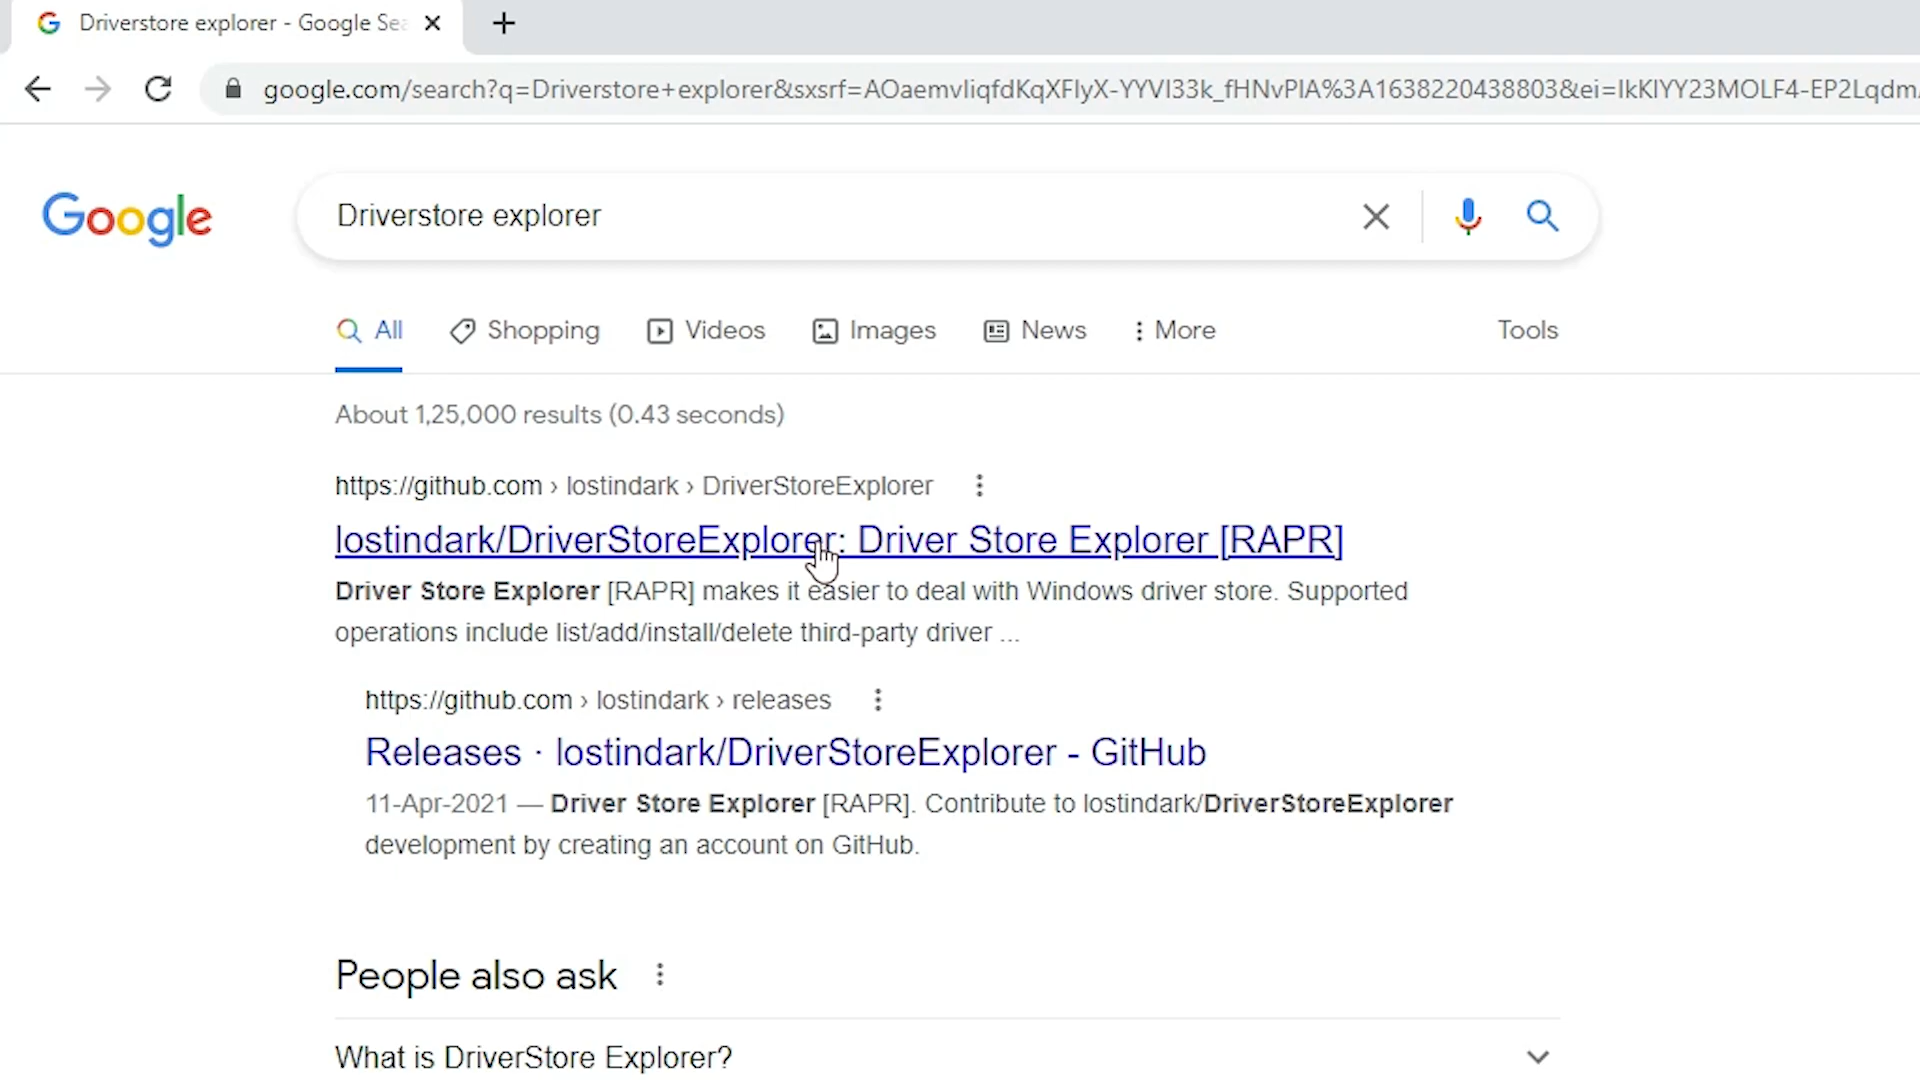 Driverstore explorer - Google Sea
google.com/search?q=Driverstore+explorer&sxsrf=AOaemvIiqfdKqXFIyX-YYVI33k_fHNvPIA%3A1638220438803&ei=IkKIYY23MOLF4-EP2Lqdm
Google
Driverstore explorer
All Shopping Videos Images News More Tools
About 1,25,000 results (0.43 seconds)
https://github.com › lostindark › DriverStoreExplorer
lostindark/DriverStoreExplorer: Driver Store Explorer [RAPR]
Driver Store Explorer [RAPR] makes it easier to deal with Windows driver store. Supported
operations include list/add/install/delete third-party driver ...
https://github.com › lostindark › releases
Releases · lostindark/DriverStoreExplorer - GitHub
11-Apr-2021 — Driver Store Explorer [RAPR]. Contribute to lostindark/DriverStoreExplorer
development by creating an account on GitHub.
People also ask
What is DriverStore Explorer?